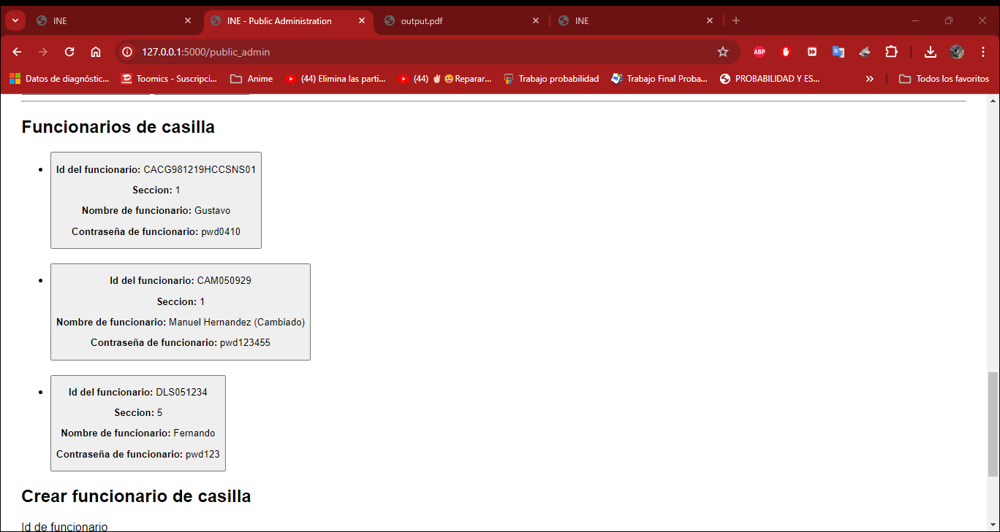 INE
INE - Public Administration
output.pdf
INE
127.0.0.1:5000/public_admin
ABP
Datos de diagnóstic...
Toomics - Suscripci...
Anime
(44) Elimina las parti...
(44) ✌😉Reparar...
Trabajo probabilidad
Trabajo Final Proba...
PROBABILIDAD Y ES...
»
Todos los favoritos
Funcionarios de casilla
Id del funcionario: CACG981219HCCSNS01
Seccion: 1
Nombre de funcionario: Gustavo
Contraseña de funcionario: pwd0410
Id del funcionario: CAM050929
Seccion: 1
Nombre de funcionario: Manuel Hernandez (Cambiado)
Contraseña de funcionario: pwd123455
Id del funcionario: DLS051234
Seccion: 5
Nombre de funcionario: Fernando
Contraseña de funcionario: pwd123
Crear funcionario de casilla
Id de funcionario